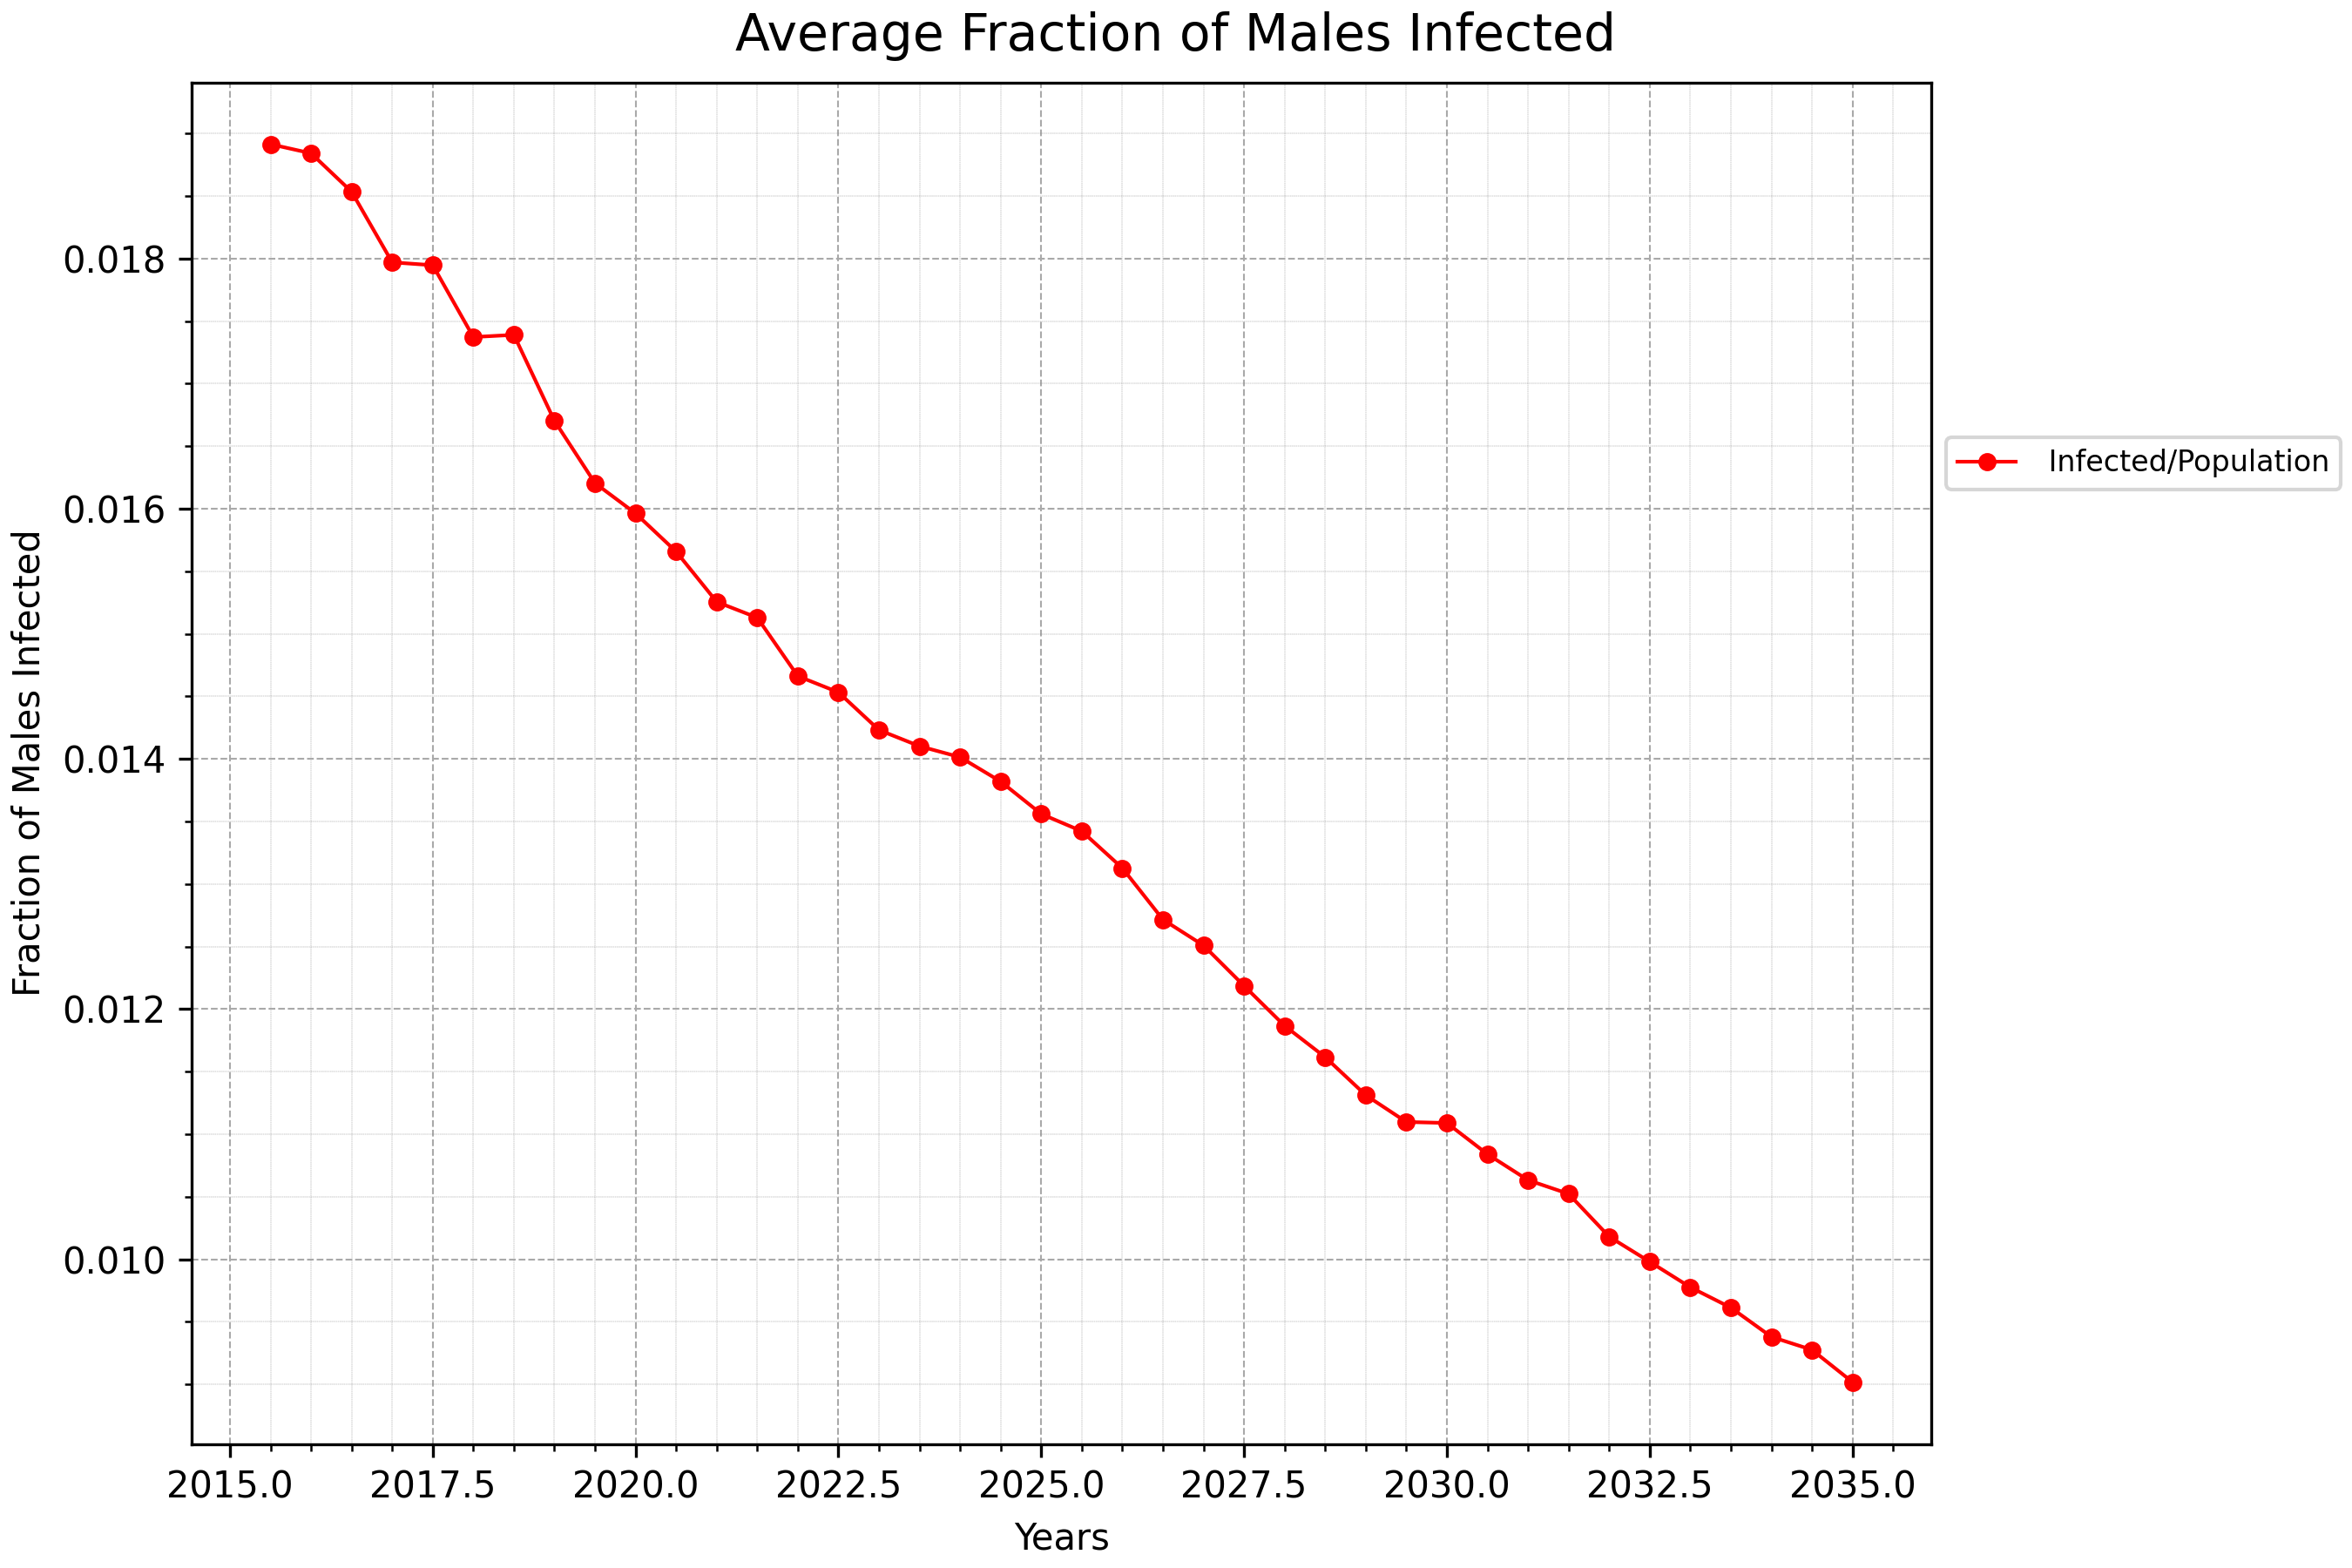 Average Fraction of Males Infected
Fraction of Males Infected
0.018
0.016
0.014
0.012
0.010
Infected/Population
2015.0 2017.5 2020.0 2022.5 2025.0 2027.5 2030.0 2032.5 2035.0
Years